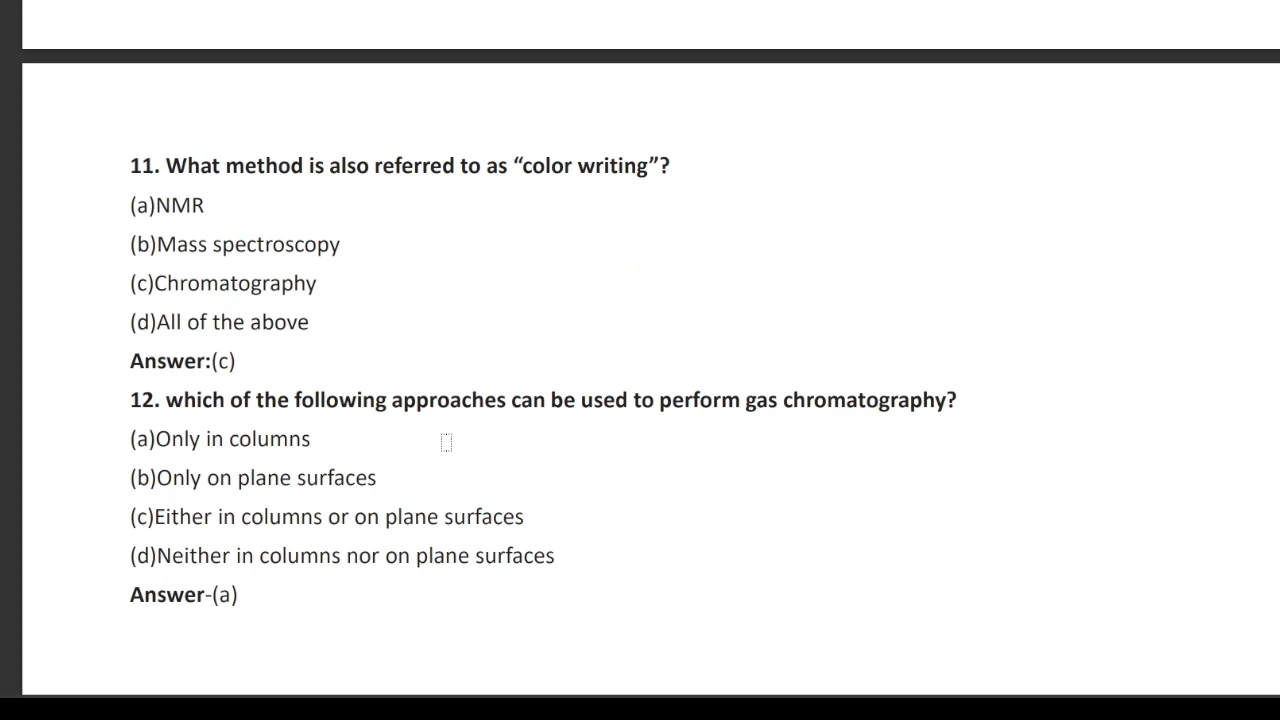 11. What method is also referred to as “color writing”?
(a)NMR
(b)Mass spectroscopy
(c)Chromatography
(d)All of the above
Answer:(c)
12. which of the following approaches can be used to perform gas chromatography?
(a)Only in columns
(b)Only on plane surfaces
(c)Either in columns or on plane surfaces
(d)Neither in columns nor on plane surfaces
Answer-(a)